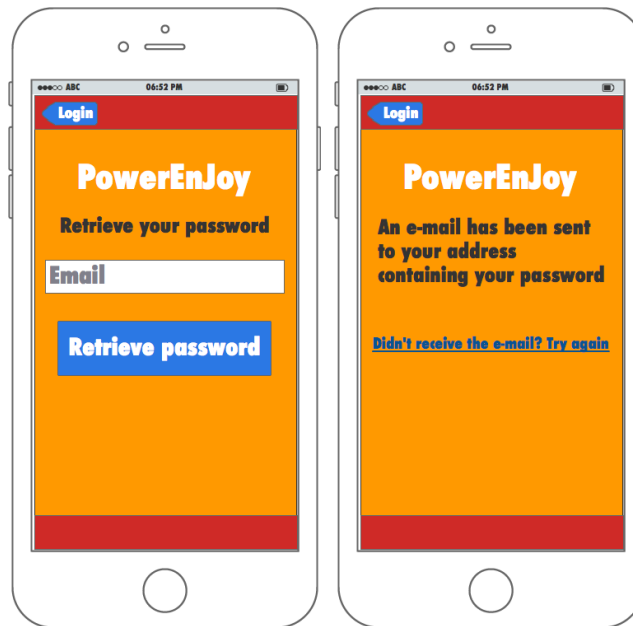 ABC 06:52 PM
Login
PowerEnJoy
Retrieve your password
Email
Retrieve password
ABC 06:52 PM
Login
PowerEnJoy
An e-mail has been sent
to your address
containing your password
Didn't receive the e-mail? Try again